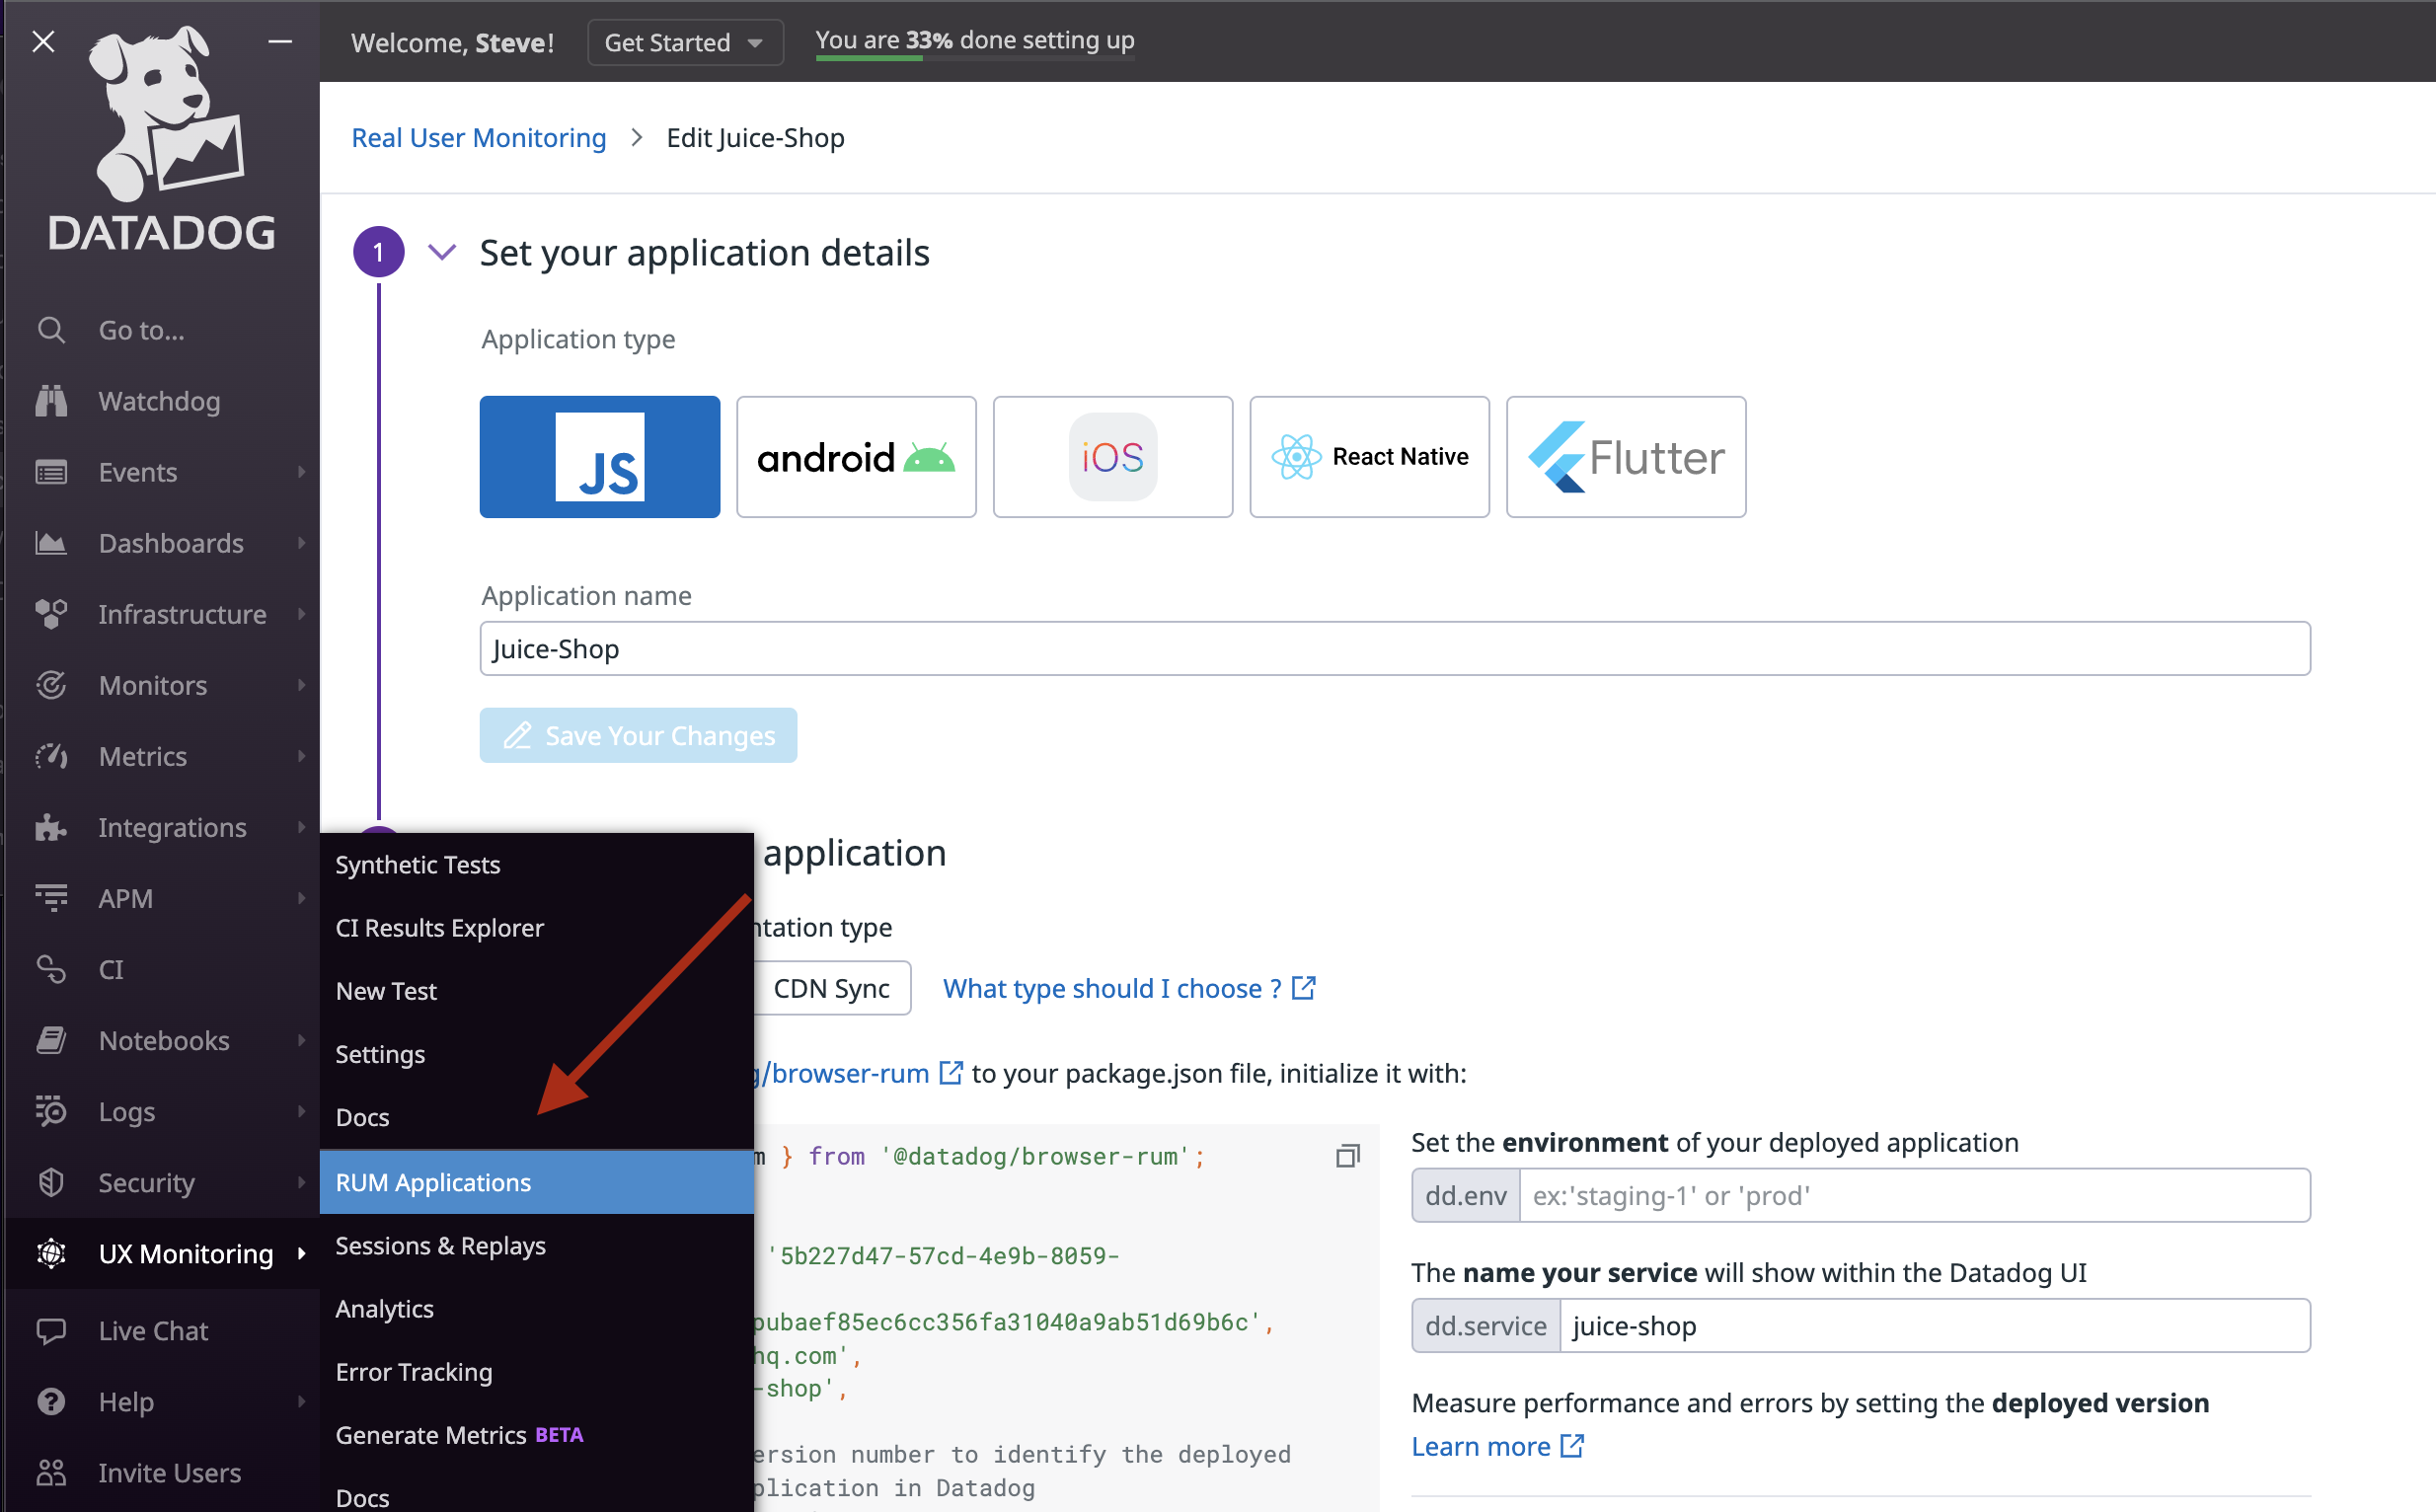 Welcome, Steve!
Get Started
You are 33% done setting up
DATADOG
Go to...
Watchdog
Events
Dashboards
Infrastructure
Monitors
Metrics
Integrations
APM
CI
Notebooks
Logs
Security
UX Monitoring
Live Chat
Help
Invite Users
Synthetic Tests
CI Results Explorer
New Test
Settings
Docs
RUM Applications
Sessions & Replays
Analytics
Error Tracking
Generate Metrics BETA
Docs
Real User Monitoring > Edit Juice-Shop
1 Set your application details
Application type
JS
android
iOS
React Native
Flutter
Application name
Juice-Shop
Save Your Changes
application
ntation type
CDN Sync
What type should I choose ?
/browser-rum to your package.json file, initialize it with:
m } from '@datadog/browser-rum';
'5b227d47-57cd-4e9b-8059-
pubaef85ec6cc356fa31040a9ab51d69b6c',
hq.com',
-shop',
ersion number to identify the deployed
plication in Datadog
Set the environment of your deployed application
dd.env ex:'staging-1' or 'prod'
The name your service will show within the Datadog UI
dd.service juice-shop
Measure performance and errors by setting the deployed version
Learn more